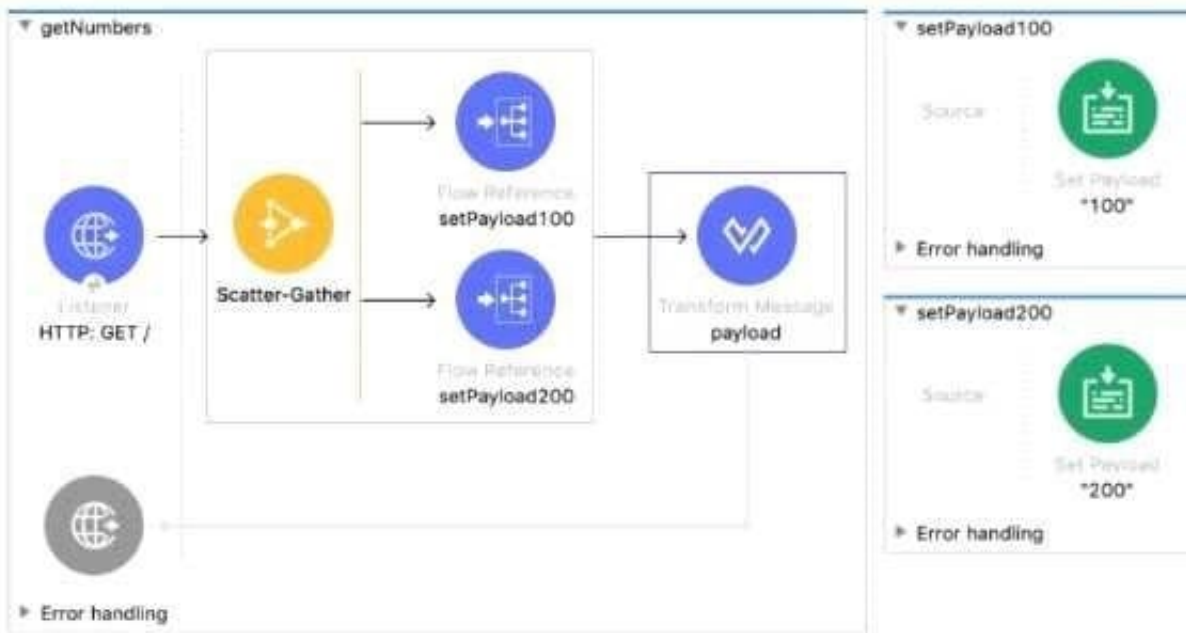 getNumbers
Listener
HTTP: GET /
Scatter-Gather
Flow Reference
setPayload100
Flow Reference
setPayload200
Transform Message
payload
Error handling
setPayload100
Source
Set Payload
"100"
Error handling
setPayload200
Source
Set Payload
"200"
Error handling